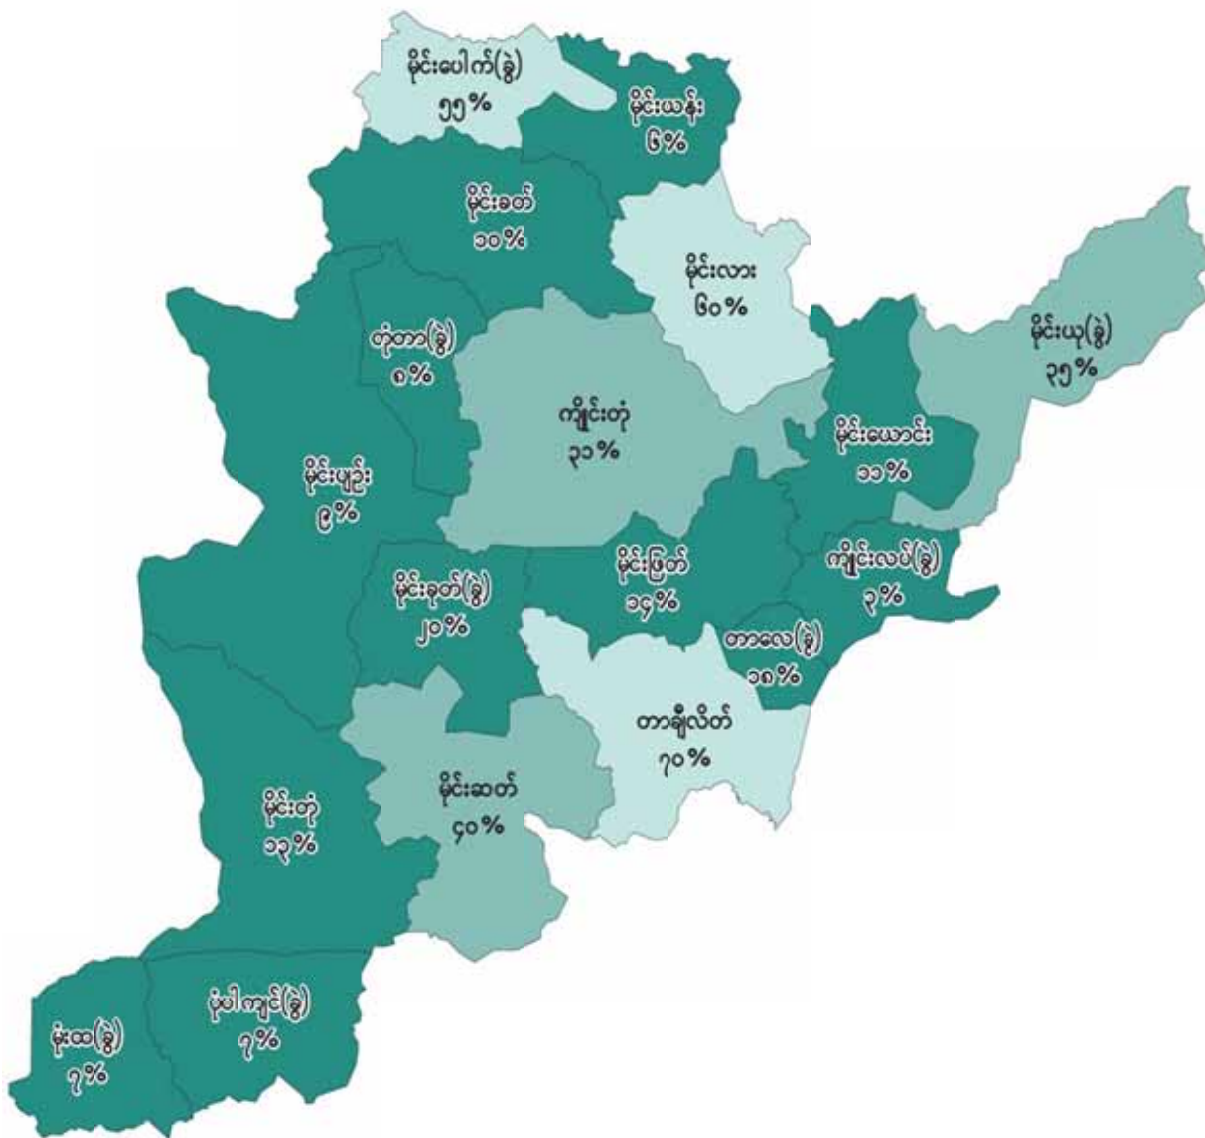 မိုင်းပေါက်(ခွဲ)
၅၅%
မိုင်းယန်း
၆%
မိုင်းခတ်
၁၀%
မိုင်းလား
၆၀%
တုံတာ(ခွဲ)
၈%
မိုင်းယု(ခွဲ)
၃၅%
ကျိုင်းတုံ
၃၁%
မိုင်းယောင်း
၁၁%
မိုင်းပျဉ်း
၉%
မိုင်းခုတ်(ခွဲ)
၂၀%
မိုင်းဖြတ်
၁၄%
ကျိုင်းလပ်(ခွဲ)
၃%
တာလေ(ခွဲ)
၁၈%
တာချီလိတ်
၇၀%
မိုင်းဆတ်
၄၀%
မိုင်းတုံ
၁၃%
ပုံပါကျင်(ခွဲ)
၇%
မုံးထ(ခွဲ)
၇%